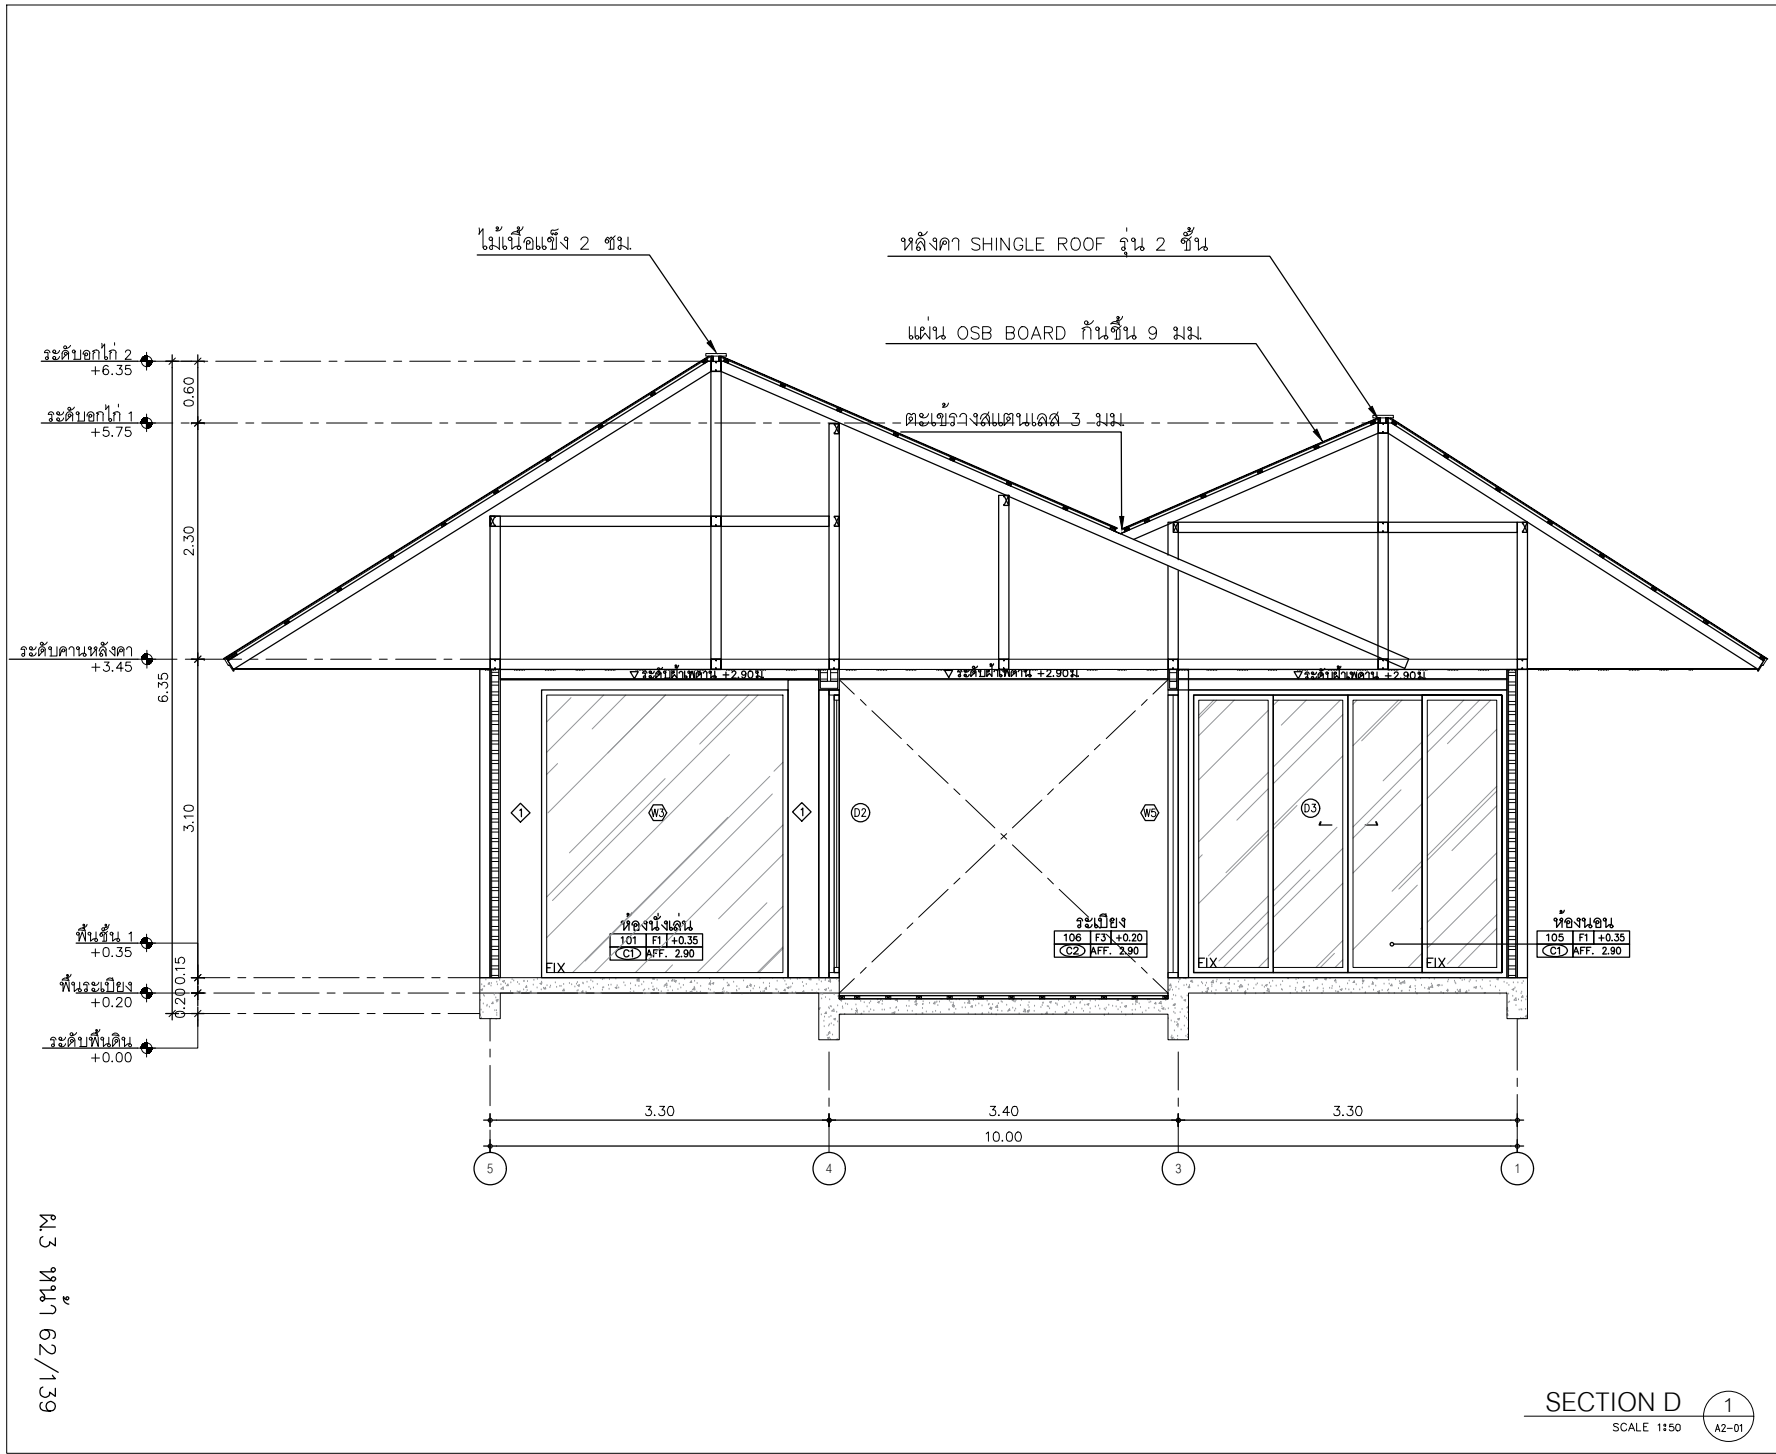 ไม้เนื้อแข็ง 2 ซม.
หลังคา SHINGLE ROOF รุ่น 2 ชั้น
แผ่น OSB BOARD กันชื้น 9 มม.
ตะเข้รางสแตนเลส 3 มม.
ระดับอกไก่ 2
+6.35
ระดับอกไก่ 1
+5.75
ระดับคานหลังคา
+3.45
พื้นชั้น 1
+0.35
พื้นระเบียง
+0.20
ระดับพื้นดิน
+0.00
0.60
2.30
6.35
3.10
0.15
0.20
ระดับฝ้าเพดาน +2.90ม.
ระดับฝ้าเพดาน +2.90ม.
ระดับฝ้าเพดาน +2.90ม.
1
W3
1
D2
W5
D3
ห้องนั่งเล่น
101 F1 +0.35
C1 AFF. 2.90
ระเบียง
106 F3 +0.20
C2 AFF. 2.90
ห้องนอน
105 F1 +0.35
C1 AFF. 2.90
FIX
FIX
FIX
3.30
3.40
3.30
10.00
5
4
3
1
ผ.3 หน้า 62/139
SECTION D
SCALE 1:50
1
A2-01